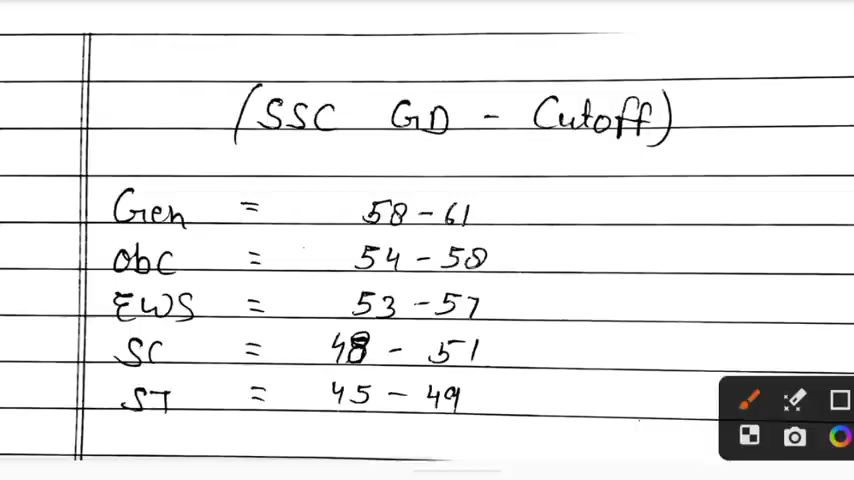 (SSC GD - Cutoff)
Gen = 58 - 61
obc = 54 - 58
EWS = 53 - 57
SC = 48 - 51
ST = 45 - 49